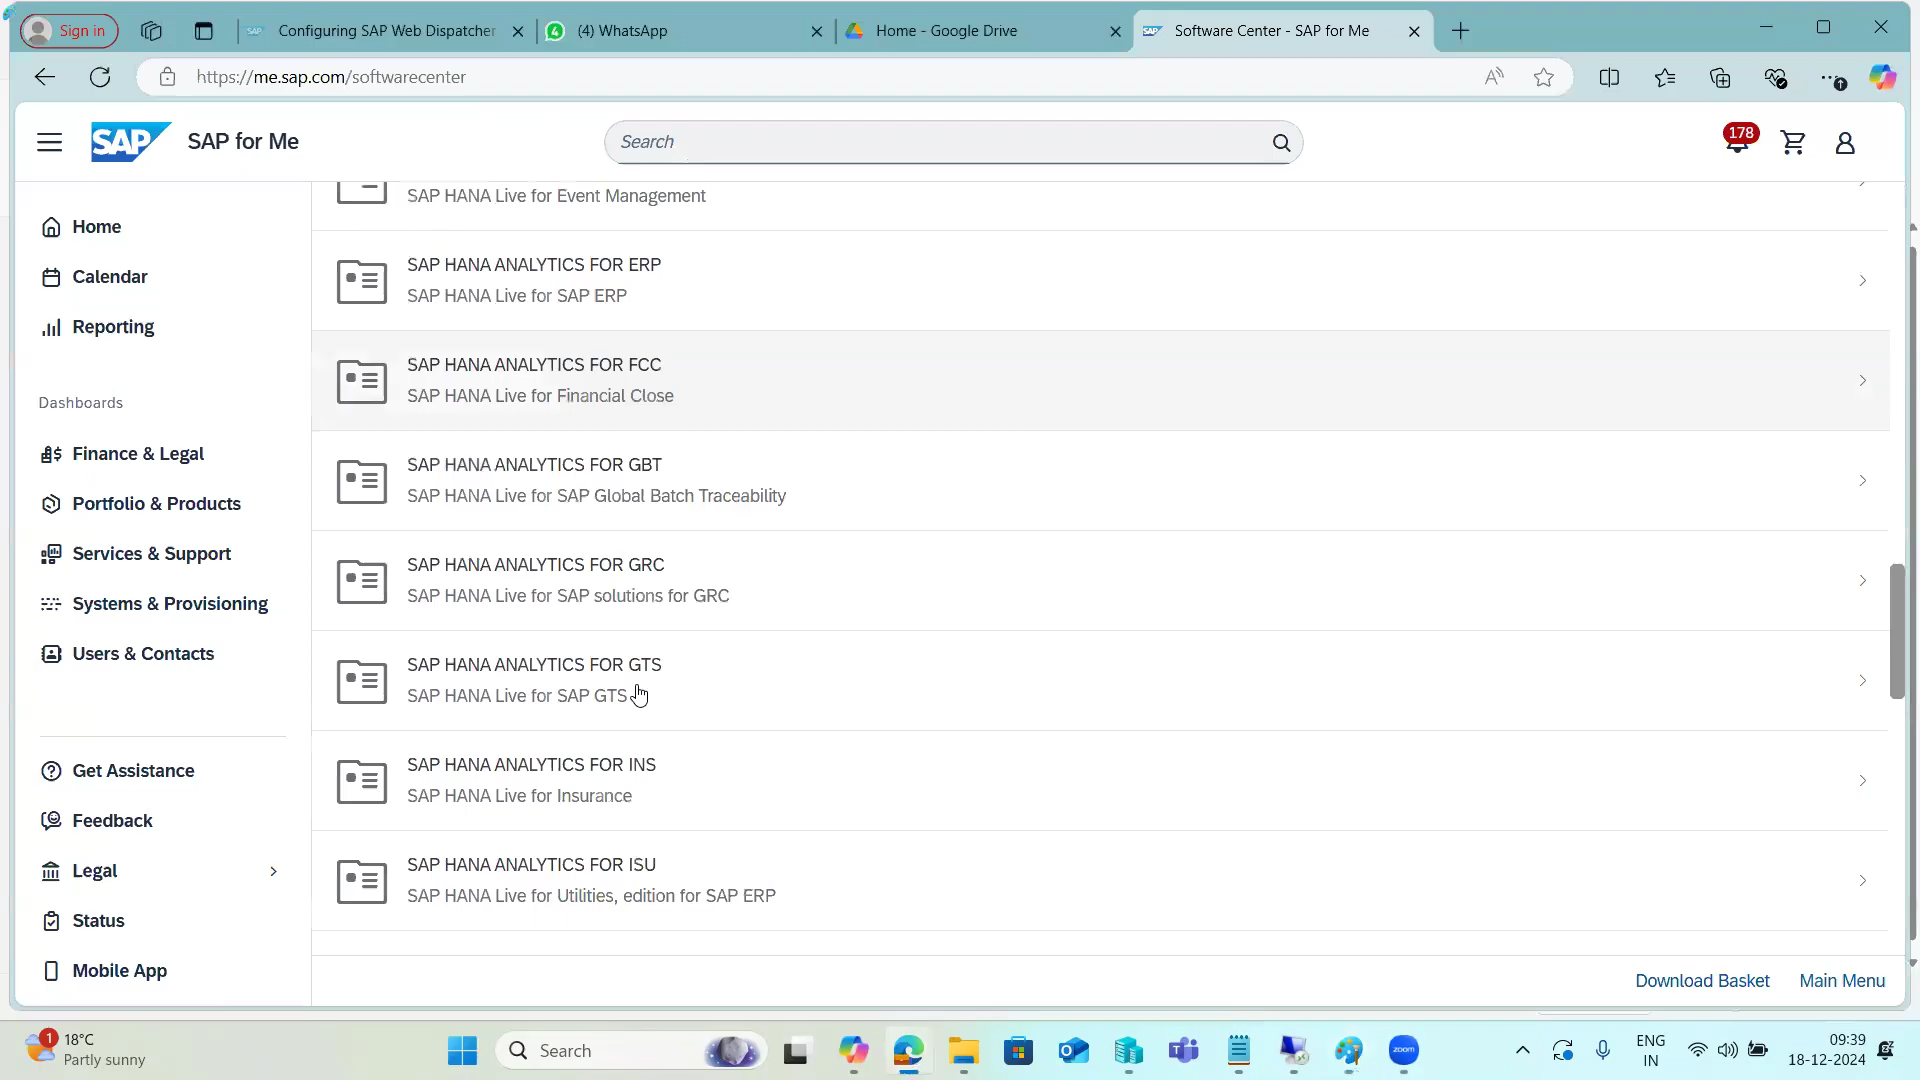 Sign in
Configuring SAP Web Dispatcher
(4) WhatsApp
Home - Google Drive
Software Center - SAP for Me
https://me.sap.com/softwarecenter
SAP
SAP for Me
Search
178
Home
Calendar
Reporting
Dashboards
Finance & Legal
Portfolio & Products
Services & Support
Systems & Provisioning
Users & Contacts
Get Assistance
Feedback
Legal
Status
Mobile App
SAP HANA Live for Event Management
SAP HANA ANALYTICS FOR ERP
SAP HANA Live for SAP ERP
SAP HANA ANALYTICS FOR FCC
SAP HANA Live for Financial Close
SAP HANA ANALYTICS FOR GBT
SAP HANA Live for SAP Global Batch Traceability
SAP HANA ANALYTICS FOR GRC
SAP HANA Live for SAP solutions for GRC
SAP HANA ANALYTICS FOR GTS
SAP HANA Live for SAP GTS
SAP HANA ANALYTICS FOR INS
SAP HANA Live for Insurance
SAP HANA ANALYTICS FOR ISU
SAP HANA Live for Utilities, edition for SAP ERP
Download Basket
Main Menu
1
18°C
Partly sunny
Search
zoom
ENG
IN
09:39
18-12-2024